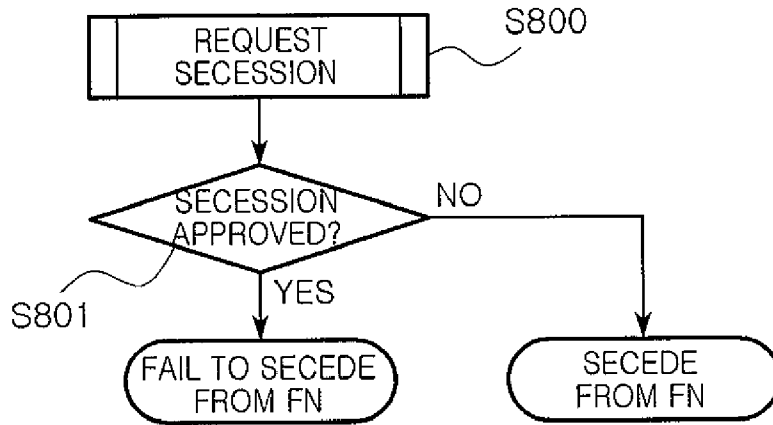 REQUEST
SECESSION
S800
SECESSION
APPROVED?
NO
S801
YES
FAIL TO SECEDE
FROM FN
SECEDE
FROM FN